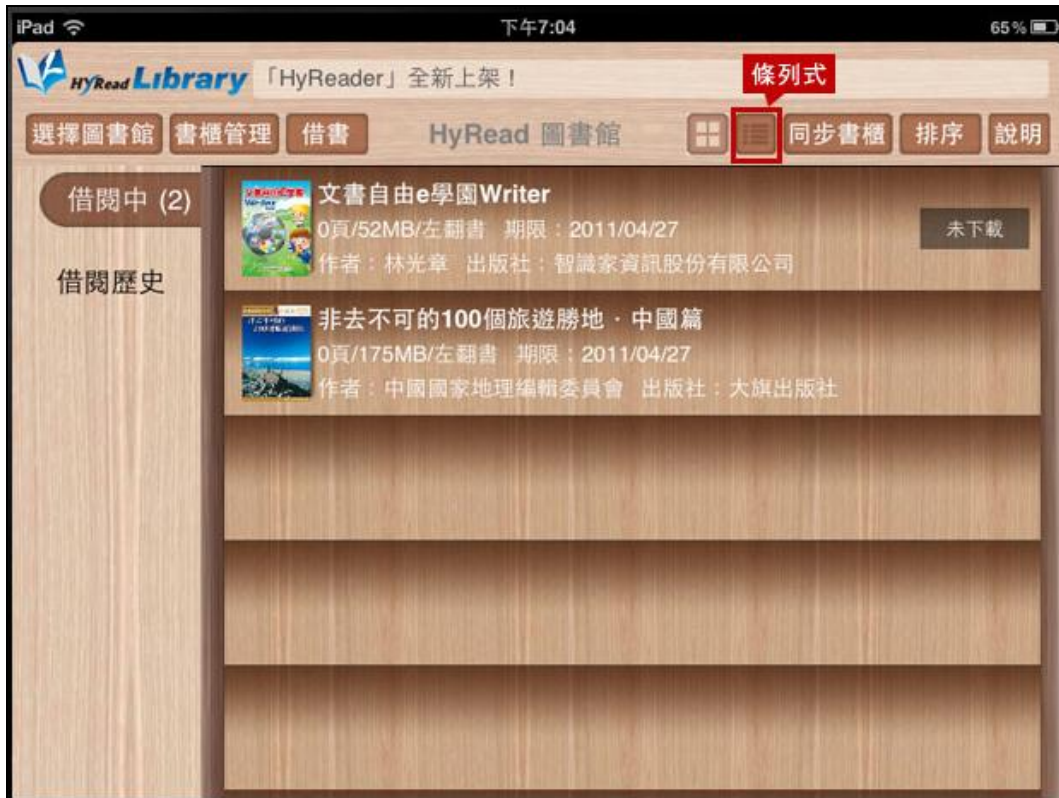 iPad 下午7:04 65%
HyRead Library 「HyReader」全新上架！ 條列式
選擇圖書館 書櫃管理 借書 HyRead 圖書館 同步書櫃 排序 說明
借閱中 (2)
借閱歷史
文書自由e學園Writer
0頁/52MB/左翻書 期限：2011/04/27 未下載
作者：林光章 出版社：智識家資訊股份有限公司
非去不可的100個旅遊勝地．中國篇
0頁/175MB/左翻書 期限：2011/04/27
作者：中國國家地理編輯委員會 出版社：大旗出版社